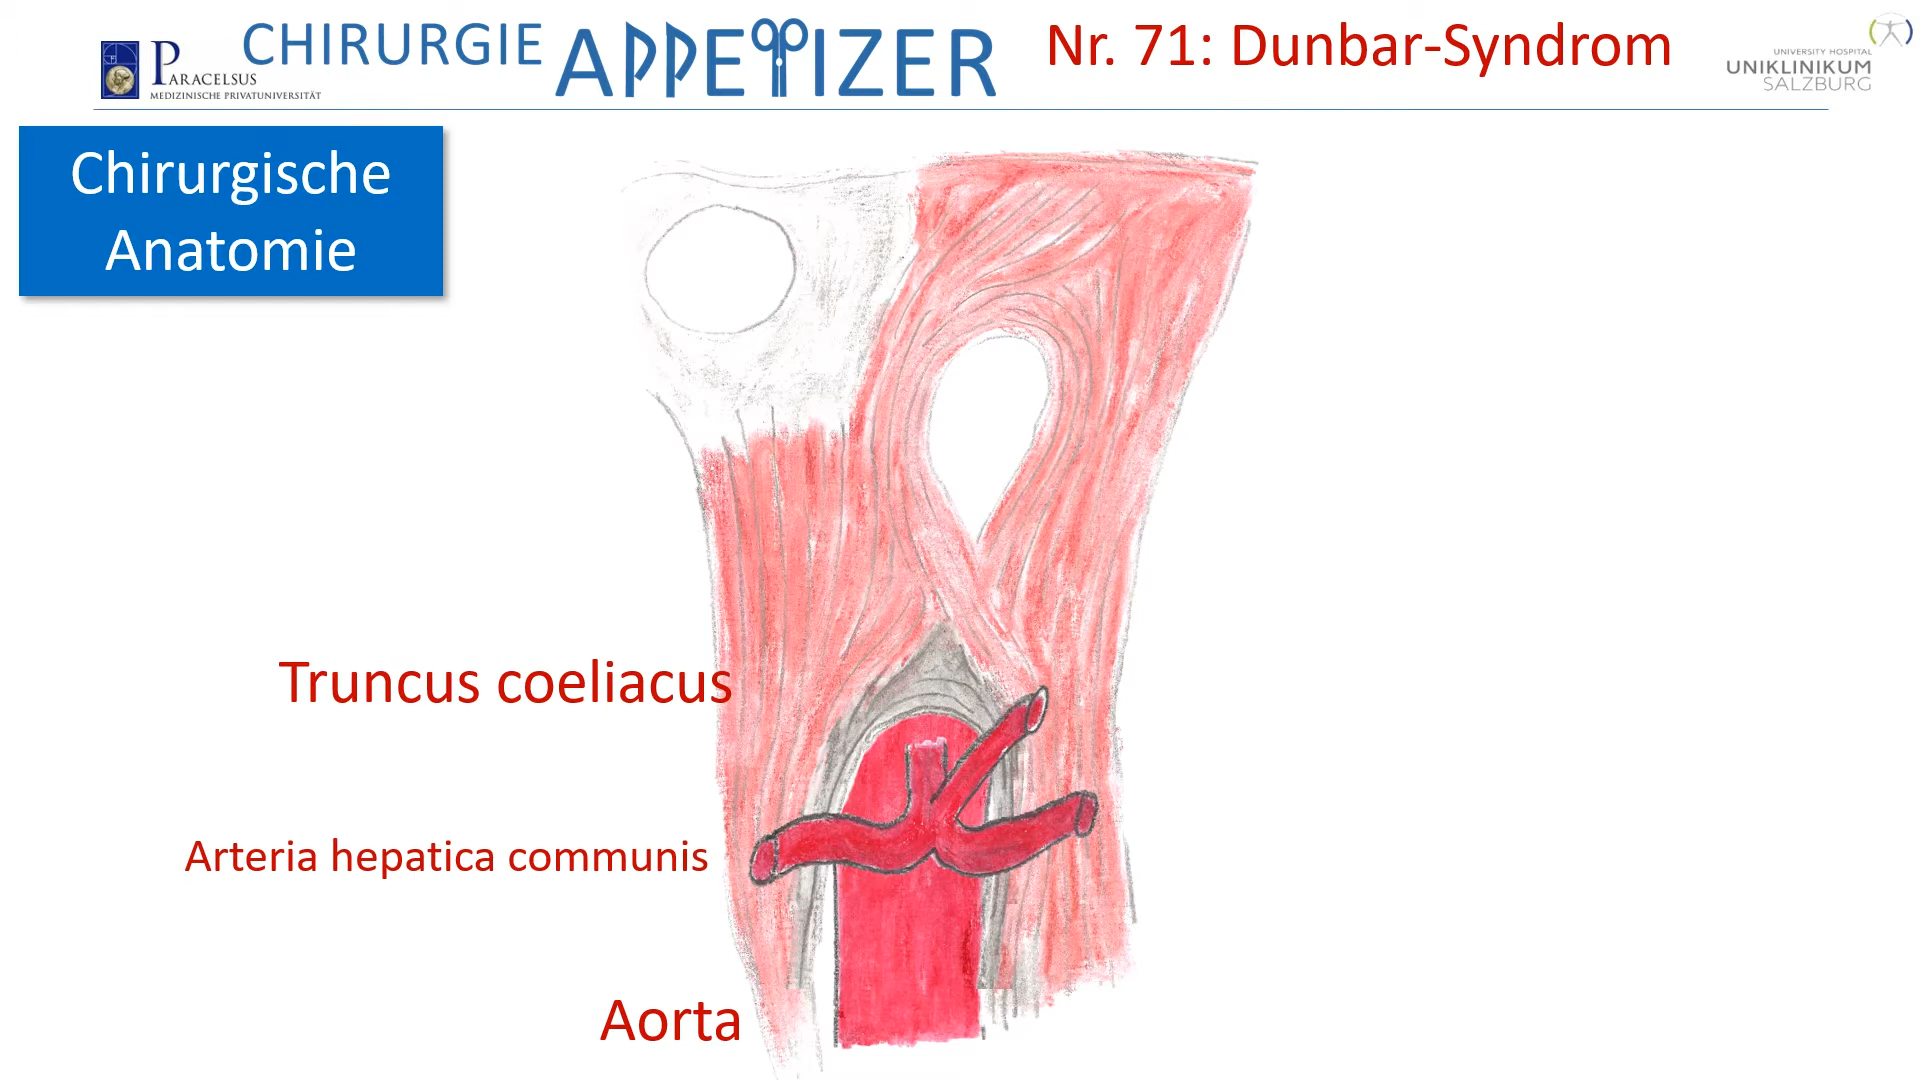 PARACELSUS
MEDIZINISCHE PRIVATUNIVERSITÄT
CHIRURGIE APPETIZER
Nr. 71: Dunbar-Syndrom
UNIVERSITY HOSPITAL
UNIKLINIKUM
SALZBURG
Chirurgische
Anatomie
Truncus coeliacus
Arteria hepatica communis
Aorta